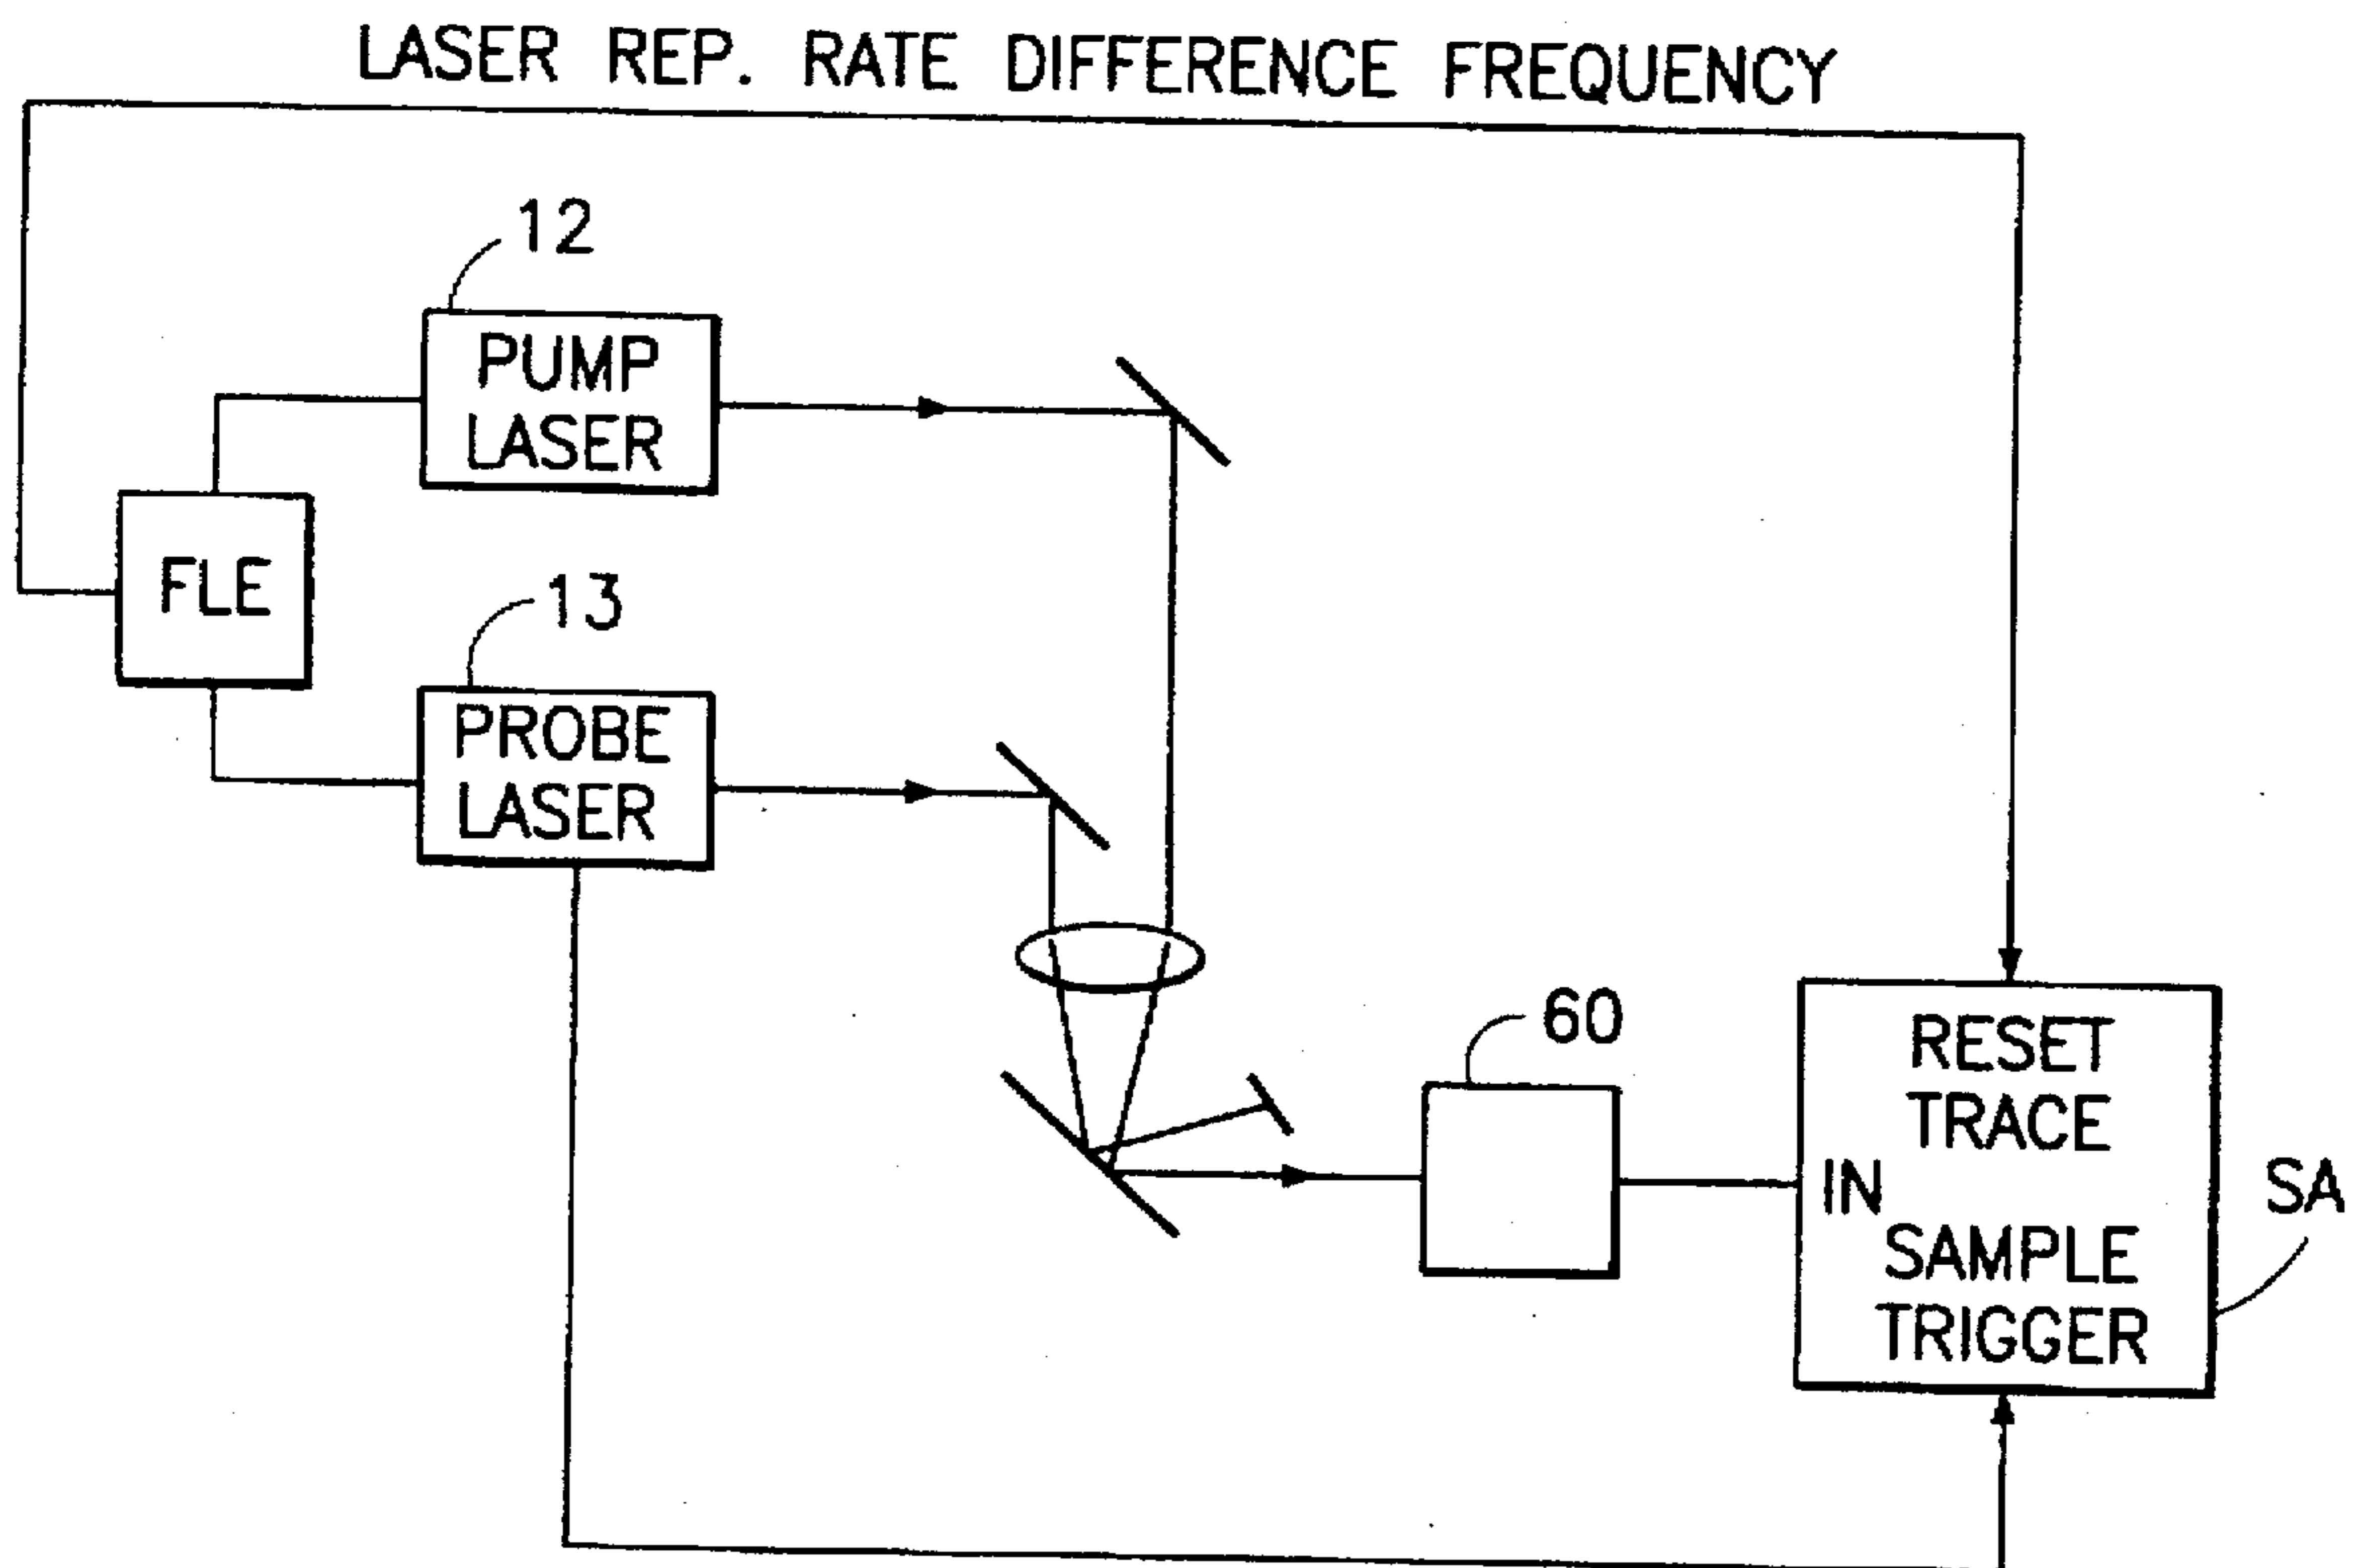 LASER REP. RATE DIFFERENCE FREQUENCY
12
PUMP
LASER
FLE
13
PROBE
LASER
60
RESET
TRACE
IN
SA
SAMPLE
TRIGGER